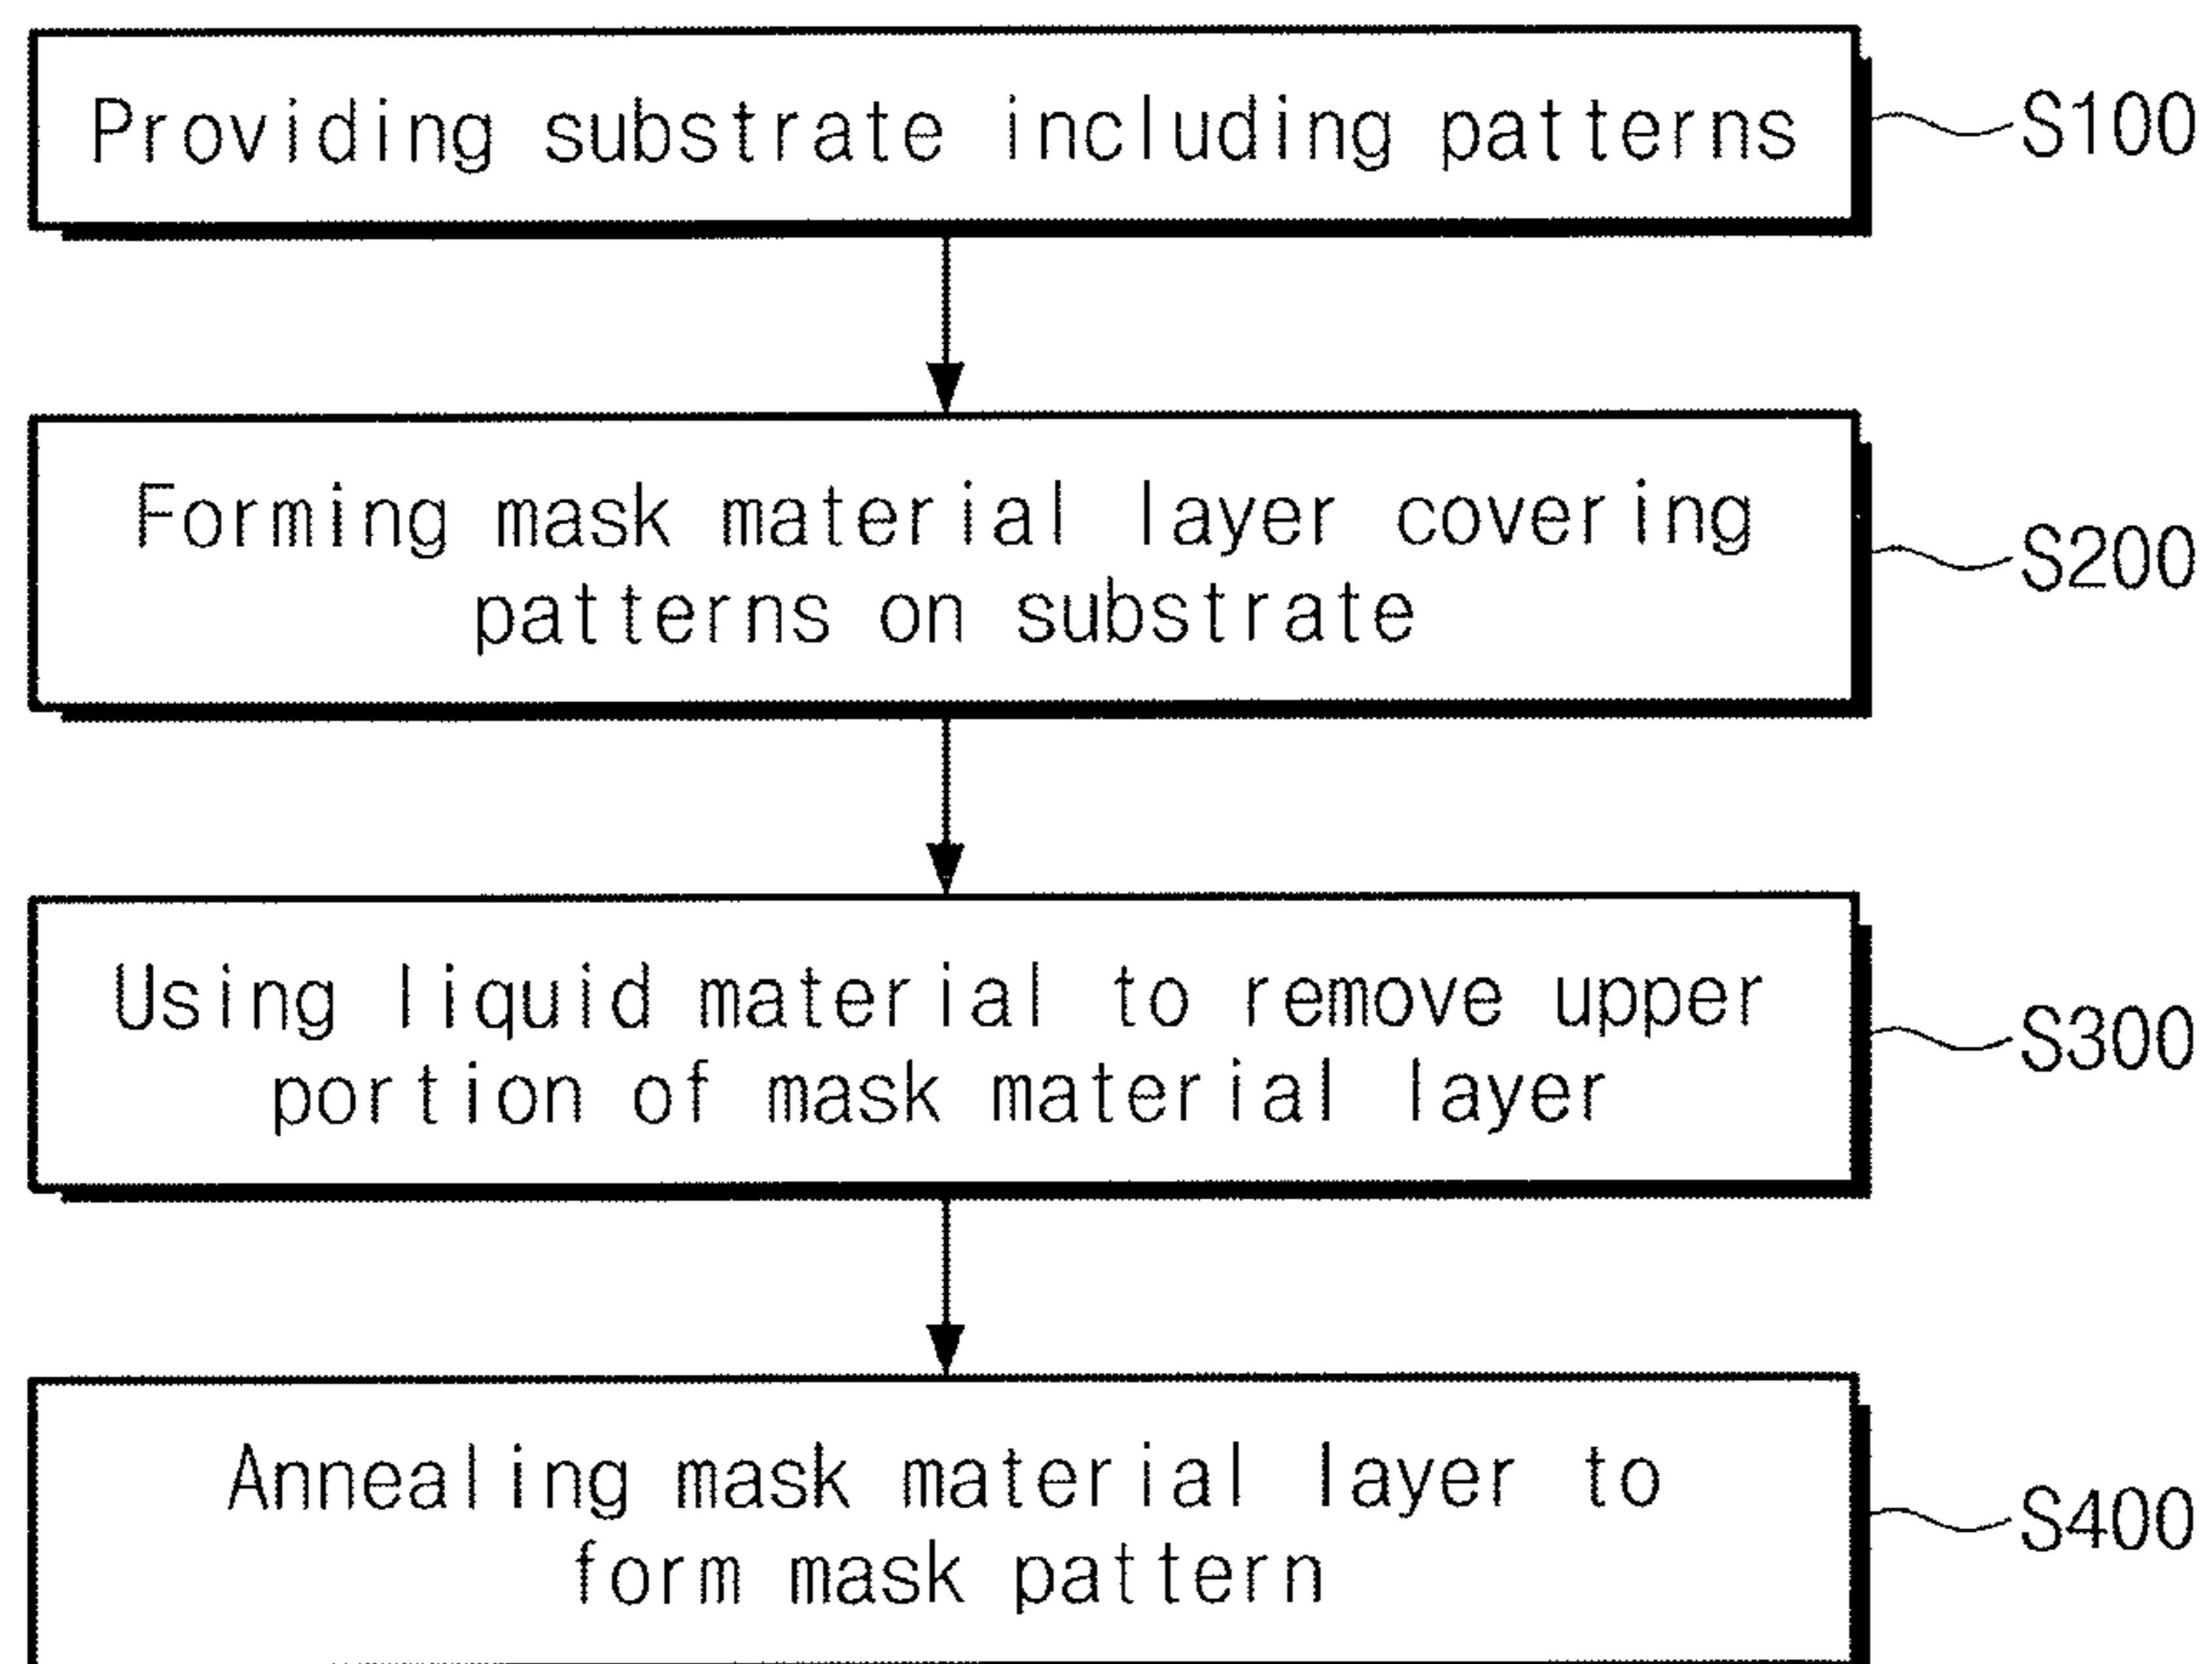 Providing substrate including patterns
S100
Forming mask material layer covering
patterns on substrate
S200
Using liquid material to remove upper
portion of mask material layer
S300
Annealing mask material layer to
form mask pattern
S400